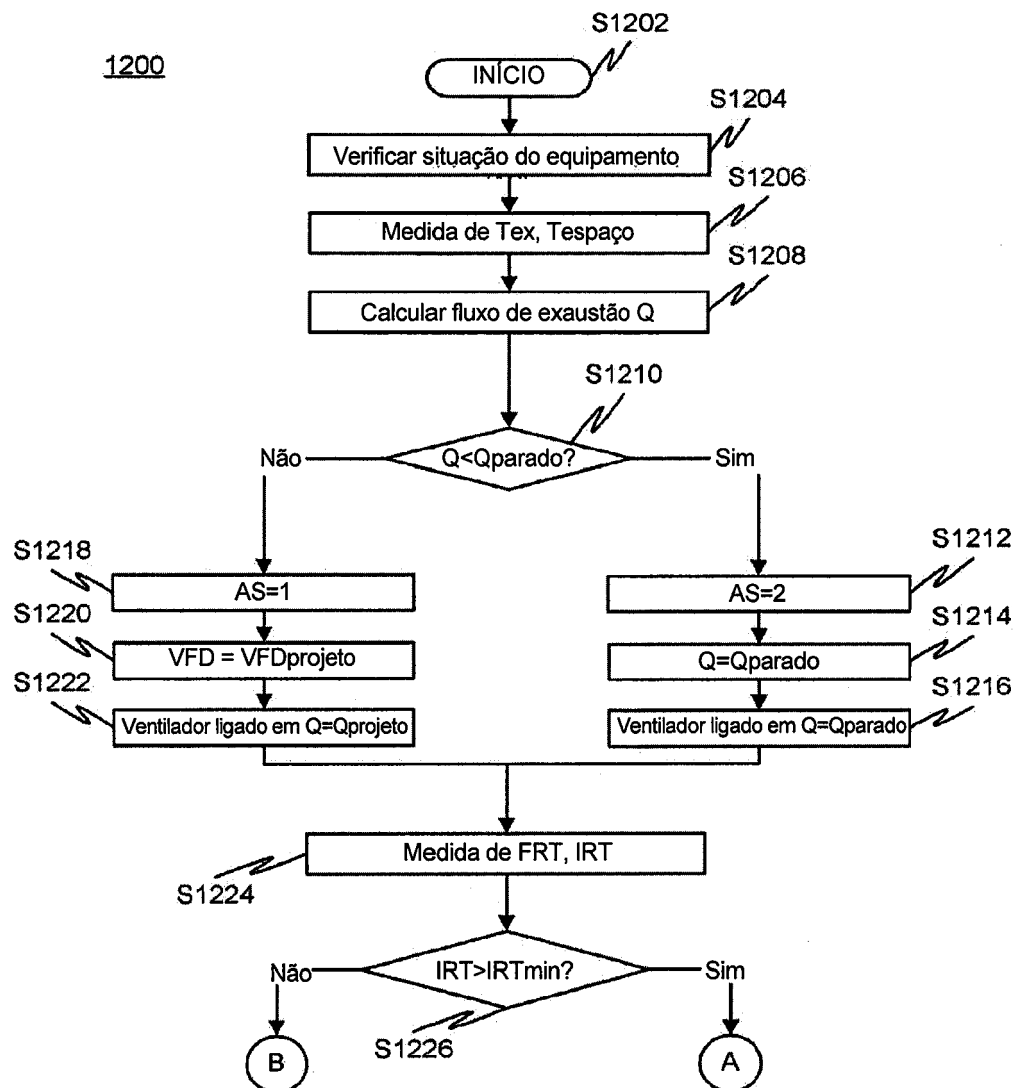 1200
S1202
INÍCIO
S1204
Verificar situação do equipamento
S1206
Medida de Tex, Tespaço
S1208
Calcular fluxo de exaustão Q
S1210
Não
Q<Qparado?
Sim
S1218
AS=1
S1212
AS=2
S1220
VFD = VFDprojeto
S1214
Q=Qparado
S1222
Ventilador ligado em Q=Qprojeto
S1216
Ventilador ligado em Q=Qparado
Medida de FRT, IRT
S1224
Não
IRT>IRTmin?
Sim
S1226
B
A